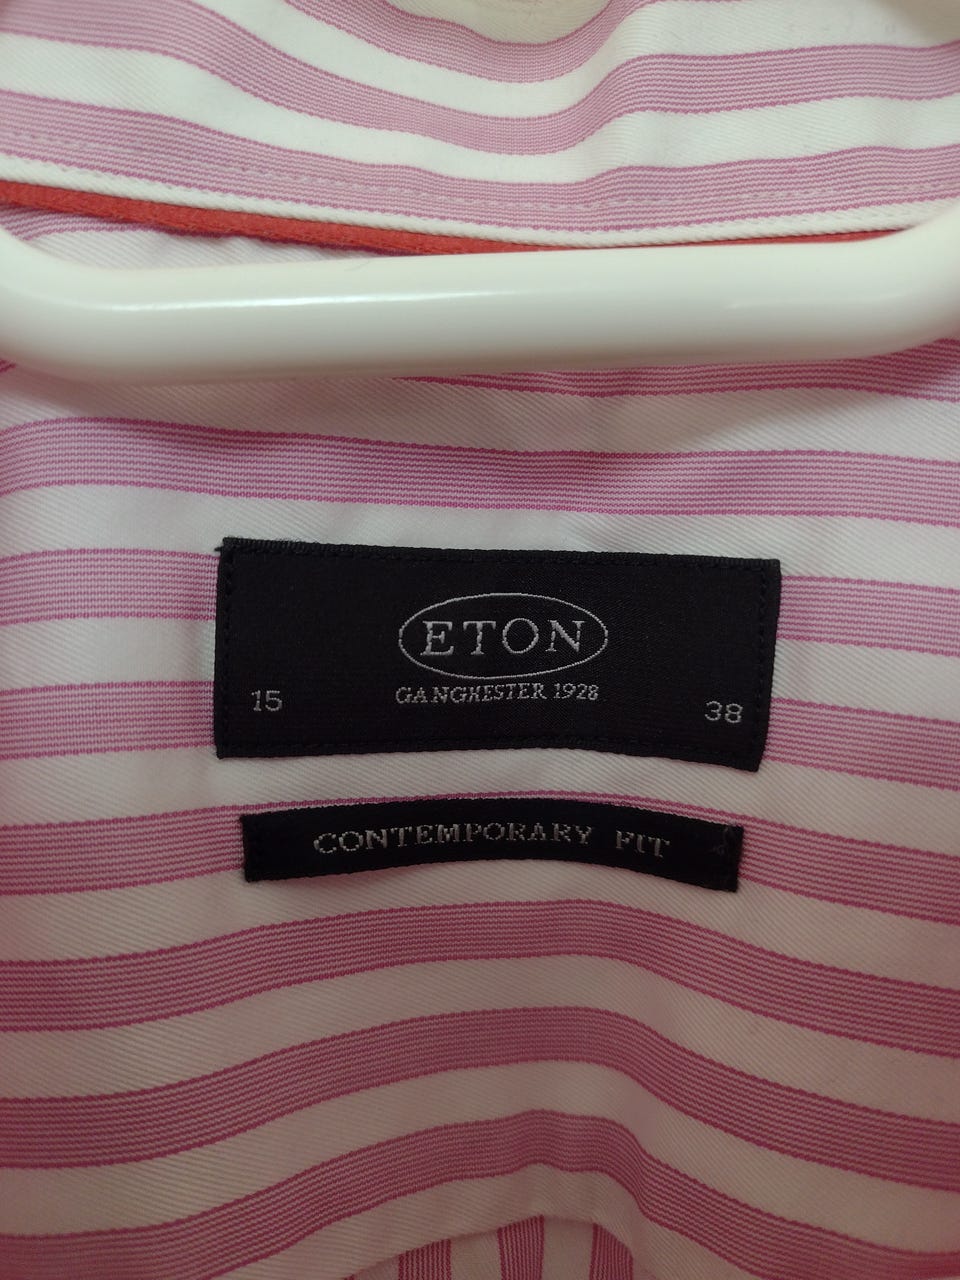 ETON
GANGHESTER 1928
15
38
CONTEMPORARY FIT